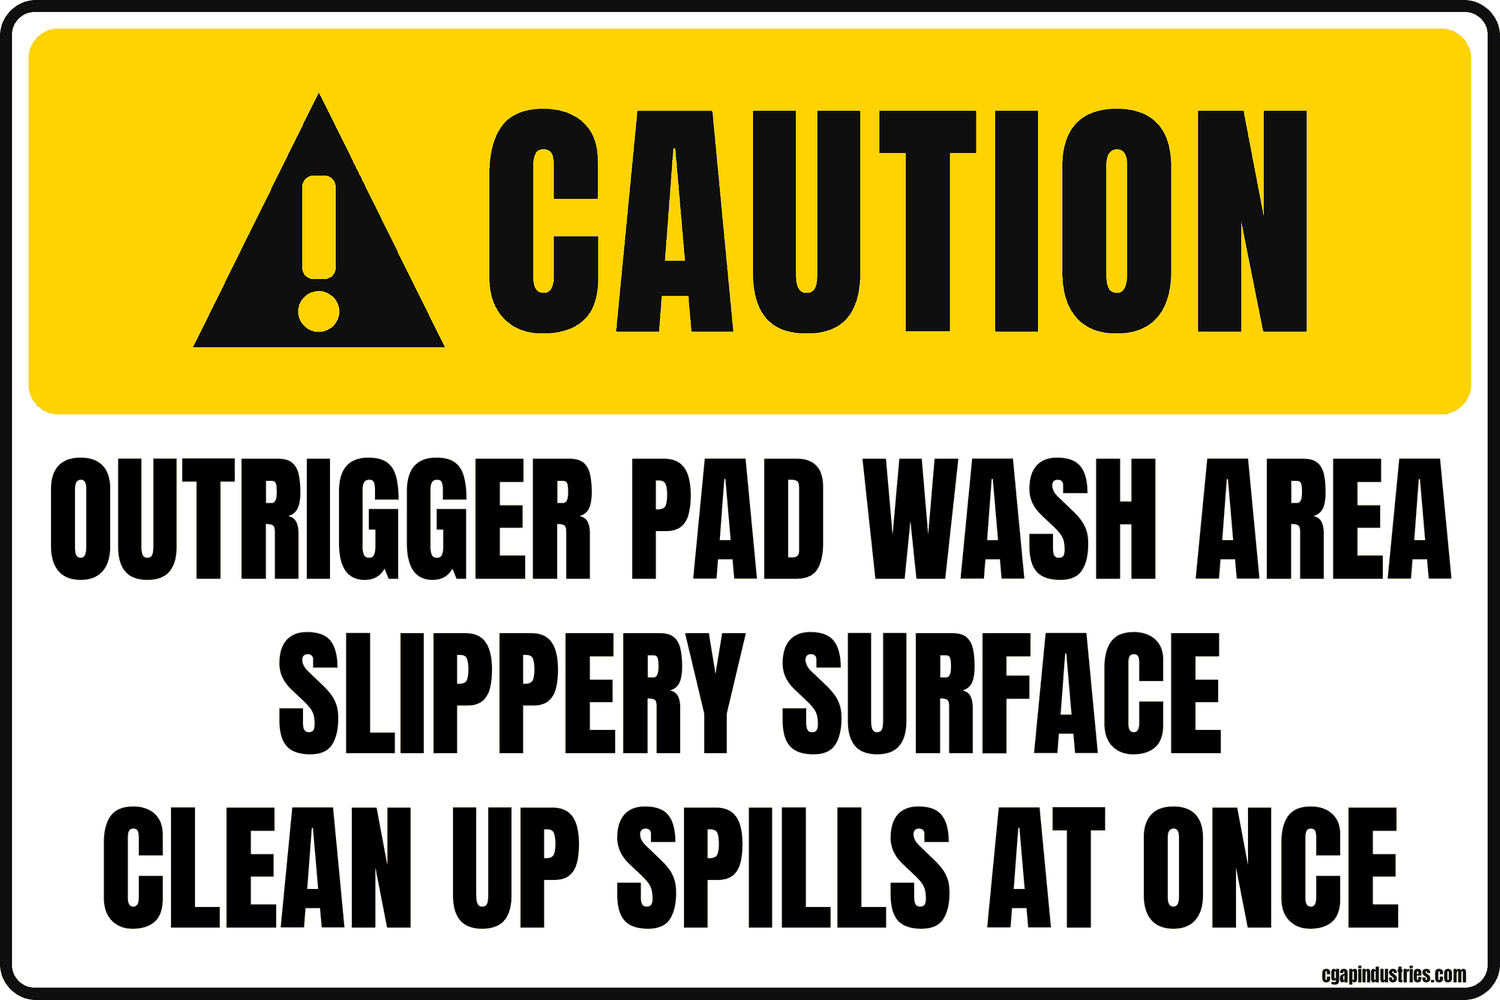 CAUTION
OUTRIGGER PAD WASH AREA
SLIPPERY SURFACE
CLEAN UP SPILLS AT ONCE
cgapindustries.com